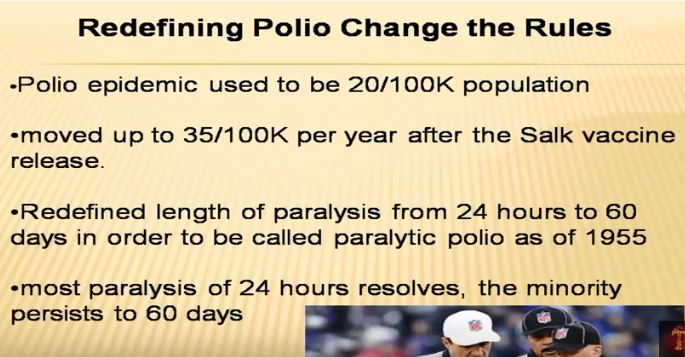 Redefining Polio Change the Rules
•Polio epidemic used to be 20/100K population
•moved up to 35/100K per year after the Salk vaccine
release.
•Redefined length of paralysis from 24 hours to 60
days in order to be called paralytic polio as of 1955
•most paralysis of 24 hours resolves, the minority
persists to 60 days
NFL
NFL
NFL
T